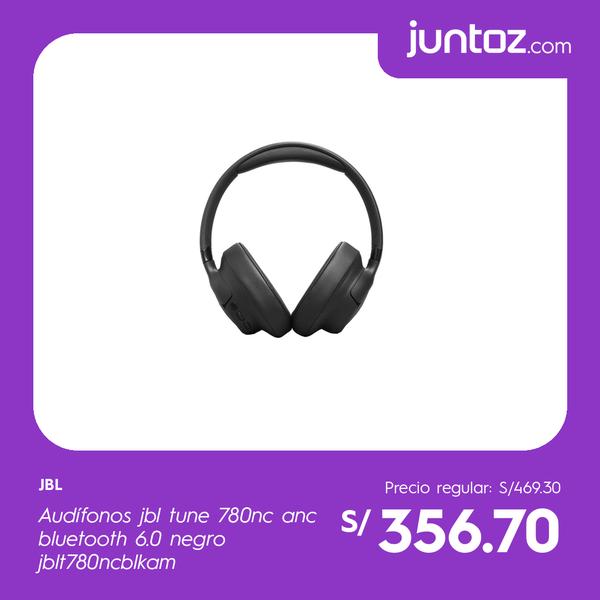 juntoz.com
JBL
Audífonos jbl tune 780nc anc
bluetooth 6.0 negro
jblt780ncblkam
Precio regular: S/469.30
S/ 356.70